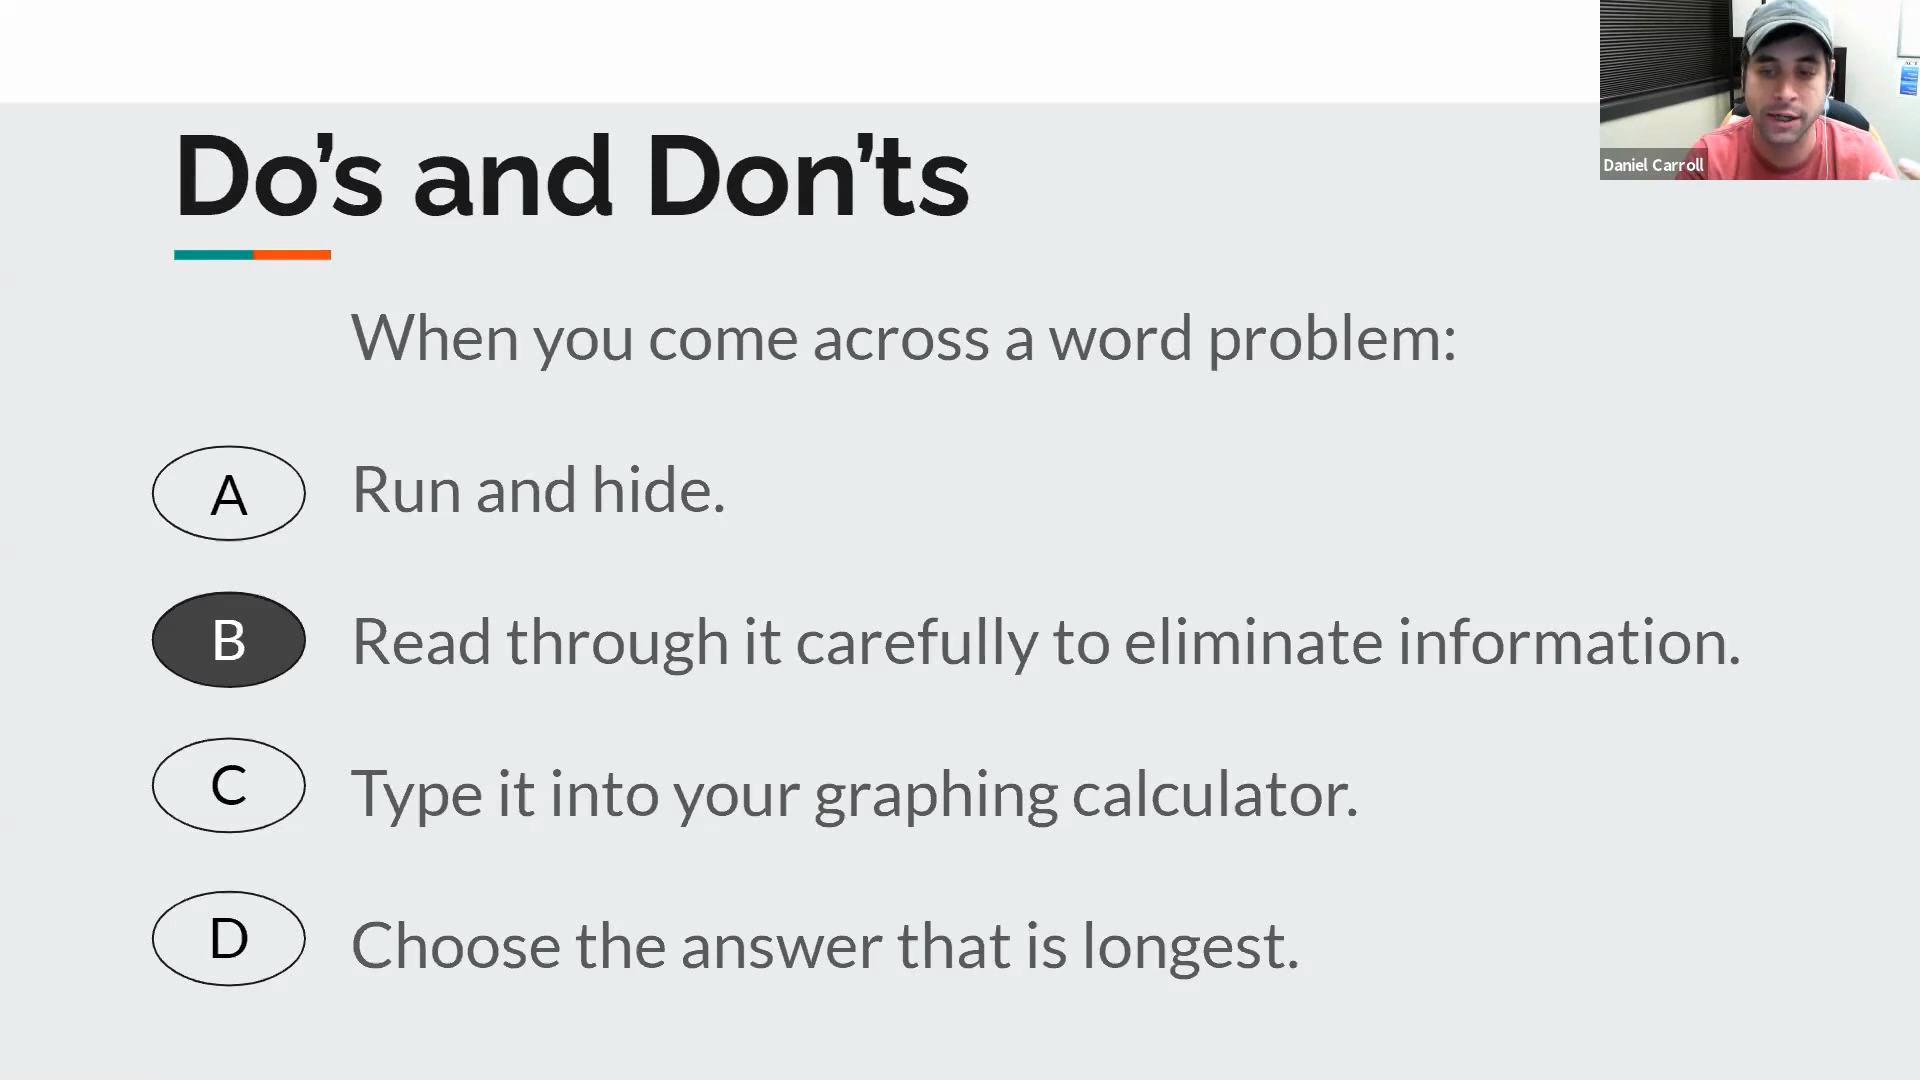 Do’s and Don’ts
Daniel Carroll
When you come across a word problem:
A Run and hide.
B Read through it carefully to eliminate information.
C Type it into your graphing calculator.
D Choose the answer that is longest.